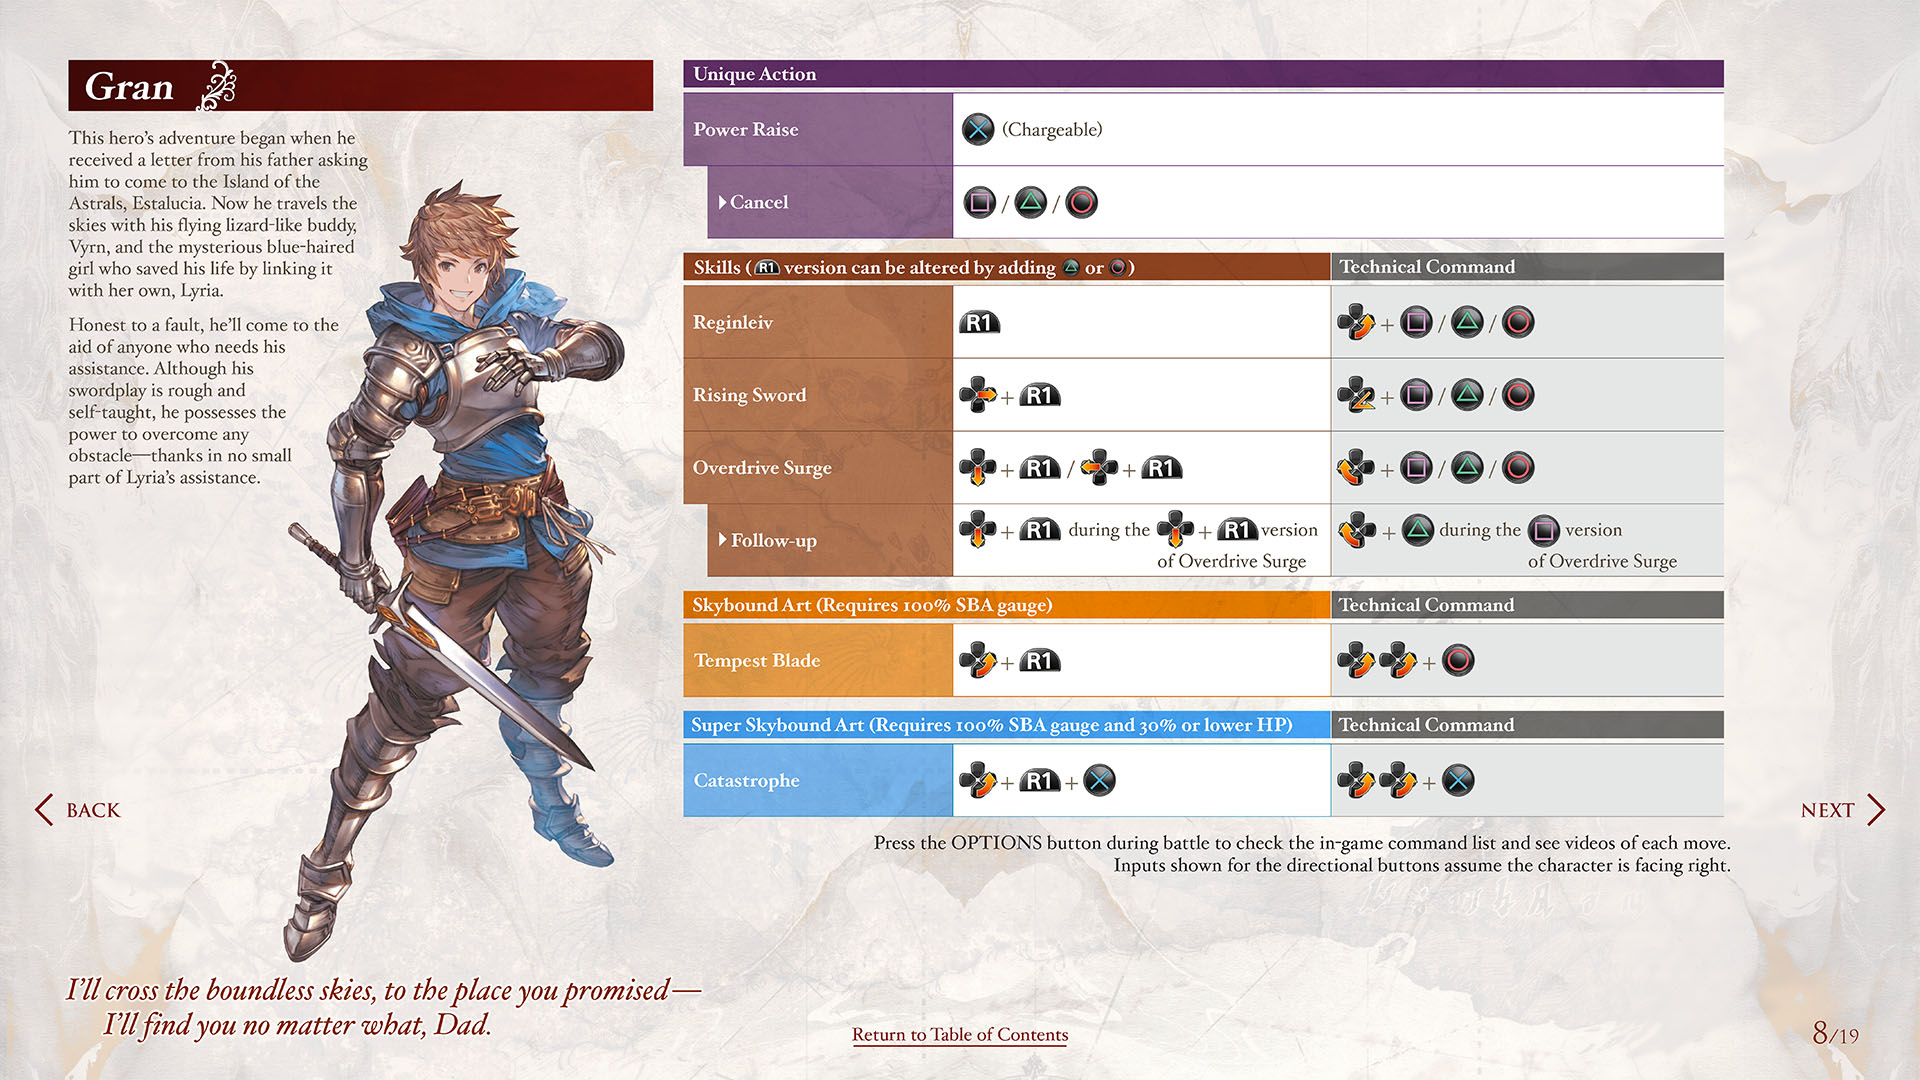 Gran
This hero's adventure began when he
received a letter from his father asking
him to come to the Island of the
Astrals, Estalucia. Now he travels the
skies with his flying lizard-like buddy,
Vyrn, and the mysterious blue-haired
girl who saved his life by linking it
with her own, Lyria.
Honest to a fault, he'll come to the
aid of anyone who needs his
assistance. Although his
swordplay is rough and
self-taught, he possesses the
power to overcome any
obstacle—thanks in no small
part of Lyria's assistance.
Unique Action
Power Raise
(Chargeable)
Cancel
/ /
Skills (R1 version can be altered by adding or )
Technical Command
Reginleiv
R1
+ / /
Rising Sword
+ R1
+ / /
Overdrive Surge
+ R1 / + R1
+ / /
Follow-up
+ R1 during the + R1 version
of Overdrive Surge
+ during the version
of Overdrive Surge
Skybound Art (Requires 100% SBA gauge)
Technical Command
Tempest Blade
+ R1
+
Super Skybound Art (Requires 100% SBA gauge and 30% or lower HP)
Technical Command
Catastrophe
+ R1 +
+
Press the OPTIONS button during battle to check the in-game command list and see videos of each move.
Inputs shown for the directional buttons assume the character is facing right.
BACK
NEXT
I'll cross the boundless skies, to the place you promised—
I'll find you no matter what, Dad.
Return to Table of Contents
8/19